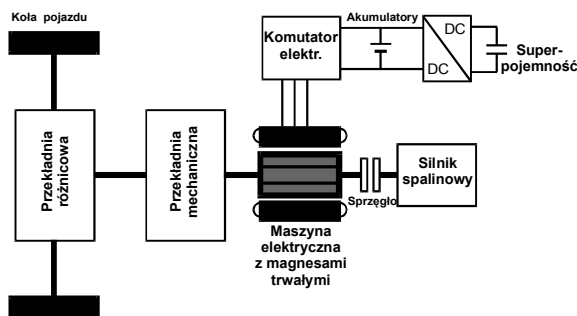 Koła pojazdu
Przekładnia
różnicowa
Przekładnia
mechaniczna
Komutator
elektr.
Akumulatory
DC
DC
Super-
pojemność
Sprzęgło
Silnik
spalinowy
Maszyna
elektryczna
z magnesami
trwałymi